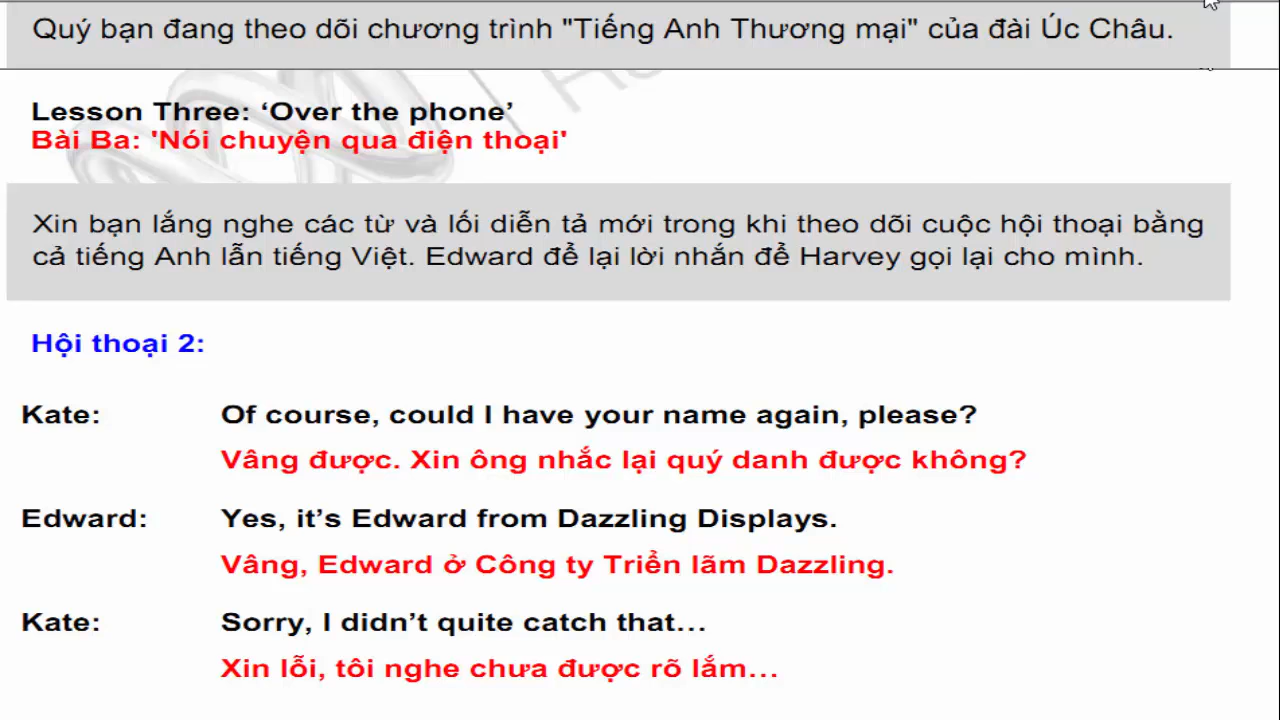 Quý bạn đang theo dõi chương trình "Tiếng Anh Thương mại" của đài Úc Châu.
Lesson Three: ‘Over the phone’
Bài Ba: 'Nói chuyện qua điện thoại'
Xin bạn lắng nghe các từ và lối diễn tả mới trong khi theo dõi cuộc hội thoại bằng
cả tiếng Anh lẫn tiếng Việt. Edward để lại lời nhắn để Harvey gọi lại cho mình.
Hội thoại 2:
Kate: Of course, could I have your name again, please?
Vâng được. Xin ông nhắc lại quý danh được không?
Edward: Yes, it’s Edward from Dazzling Displays.
Vâng, Edward ở Công ty Triển lãm Dazzling.
Kate: Sorry, I didn’t quite catch that…
Xin lỗi, tôi nghe chưa được rõ lắm…